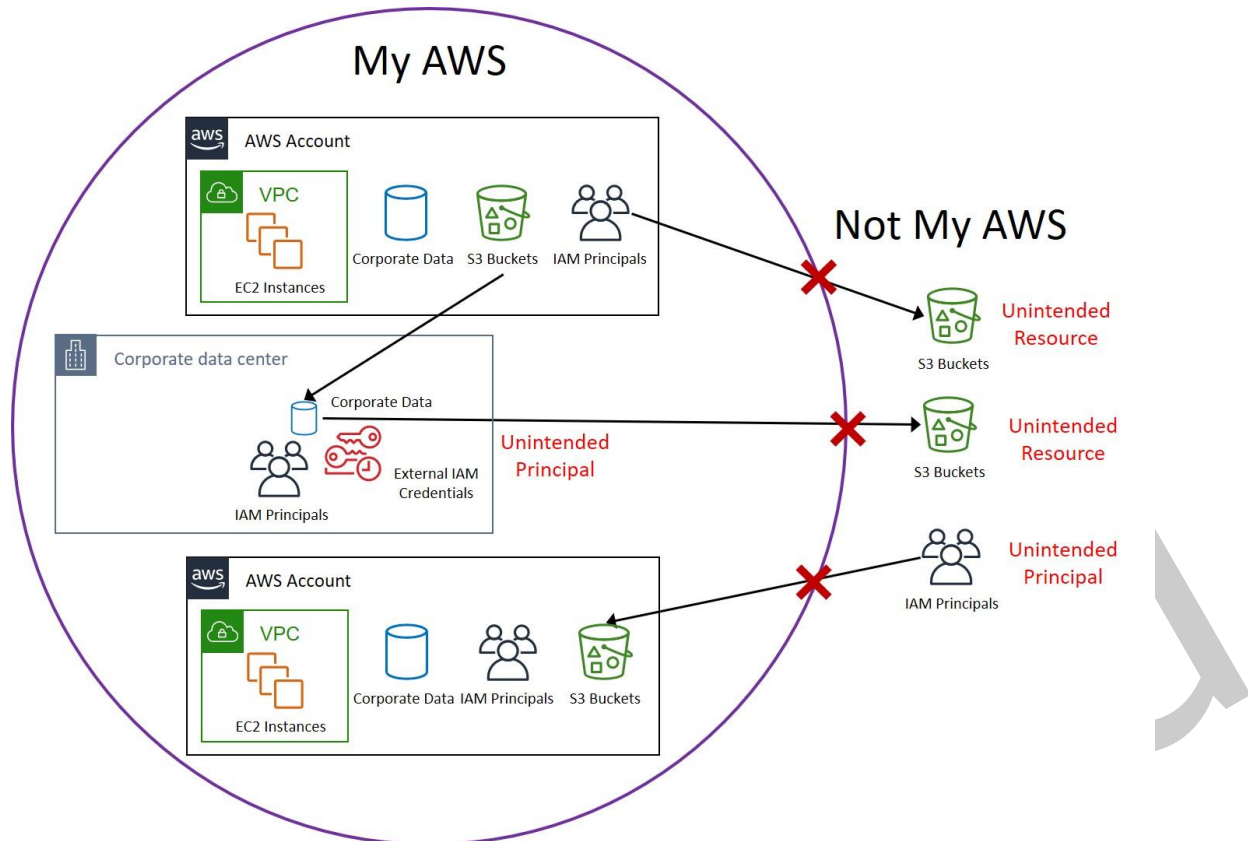 My AWS
aws
AWS Account
VPC
EC2 Instances
Corporate Data
S3 Buckets
IAM Principals
Not My AWS
S3 Buckets
Unintended
Resource
Corporate data center
Corporate Data
External IAM
Credentials
IAM Principals
Unintended
Principal
S3 Buckets
Unintended
Resource
aws
AWS Account
VPC
EC2 Instances
Corporate Data
IAM Principals
S3 Buckets
IAM Principals
Unintended
Principal